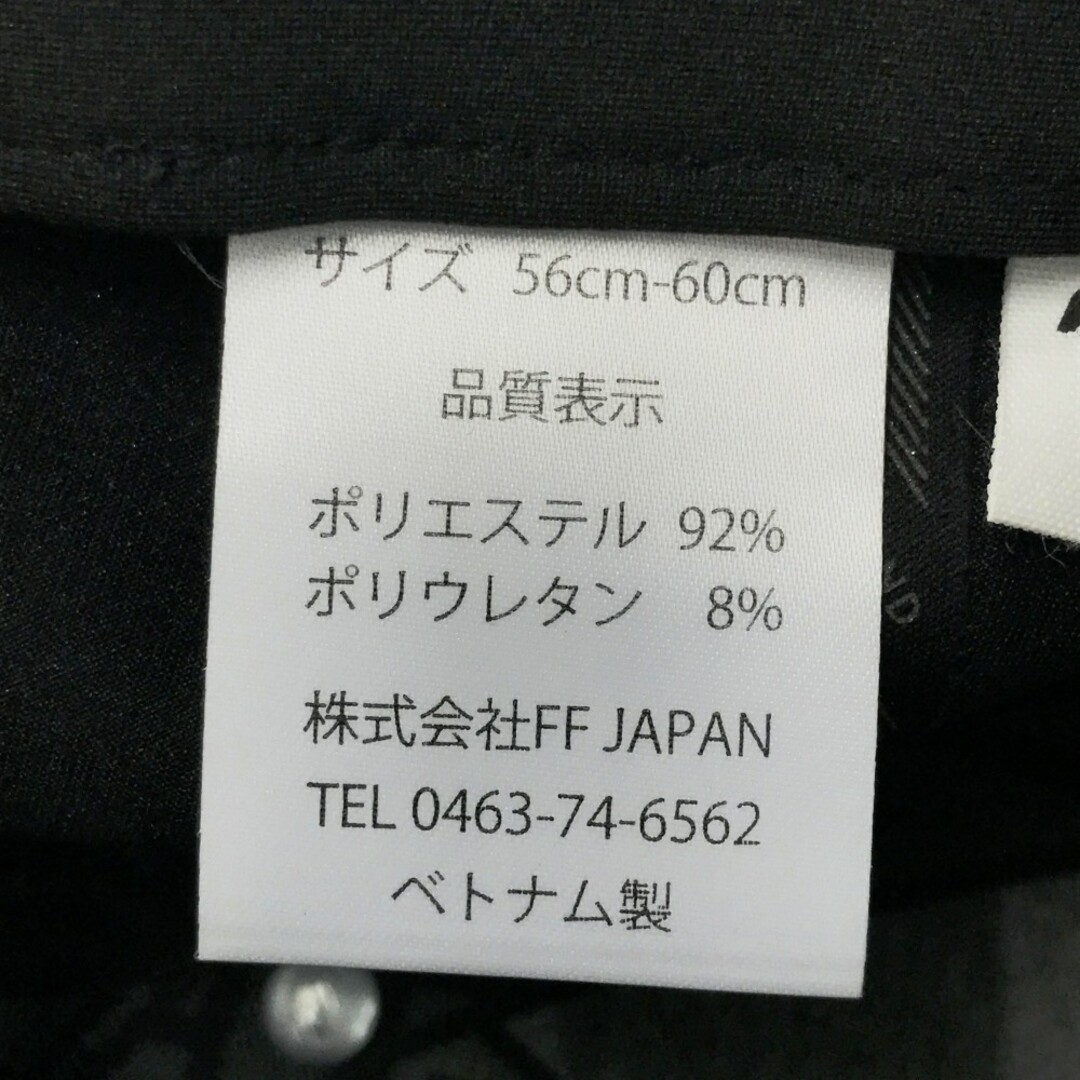 サイズ 56cm-60cm
品質表示
ポリエステル 92%
ポリウレタン 8%
株式会社FF JAPAN
TEL 0463-74-6562
ベトナム製